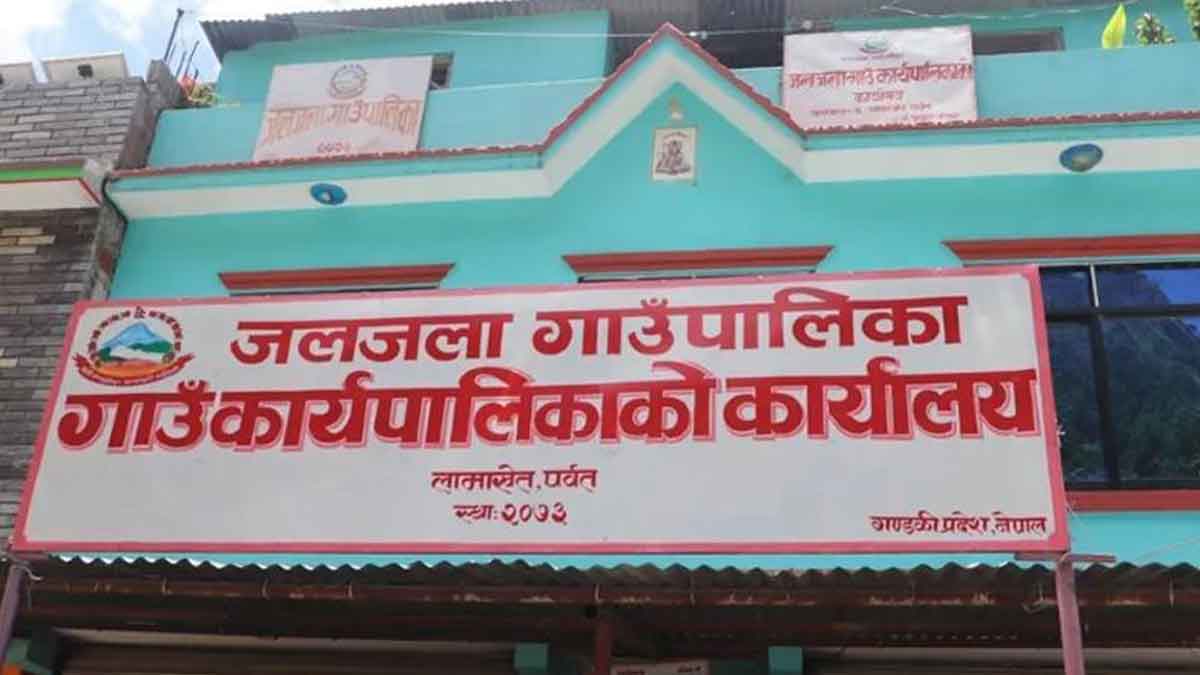 जलजला गाउँपालिका
जलजला गाउँ कार्यपालिकाको
जलजला गाउँपालिका
गाउँ कार्यपालिकाको कार्यालय
लामाखेत, पर्वत
स्था: २०७३
गण्डकी प्रदेश, नेपाल